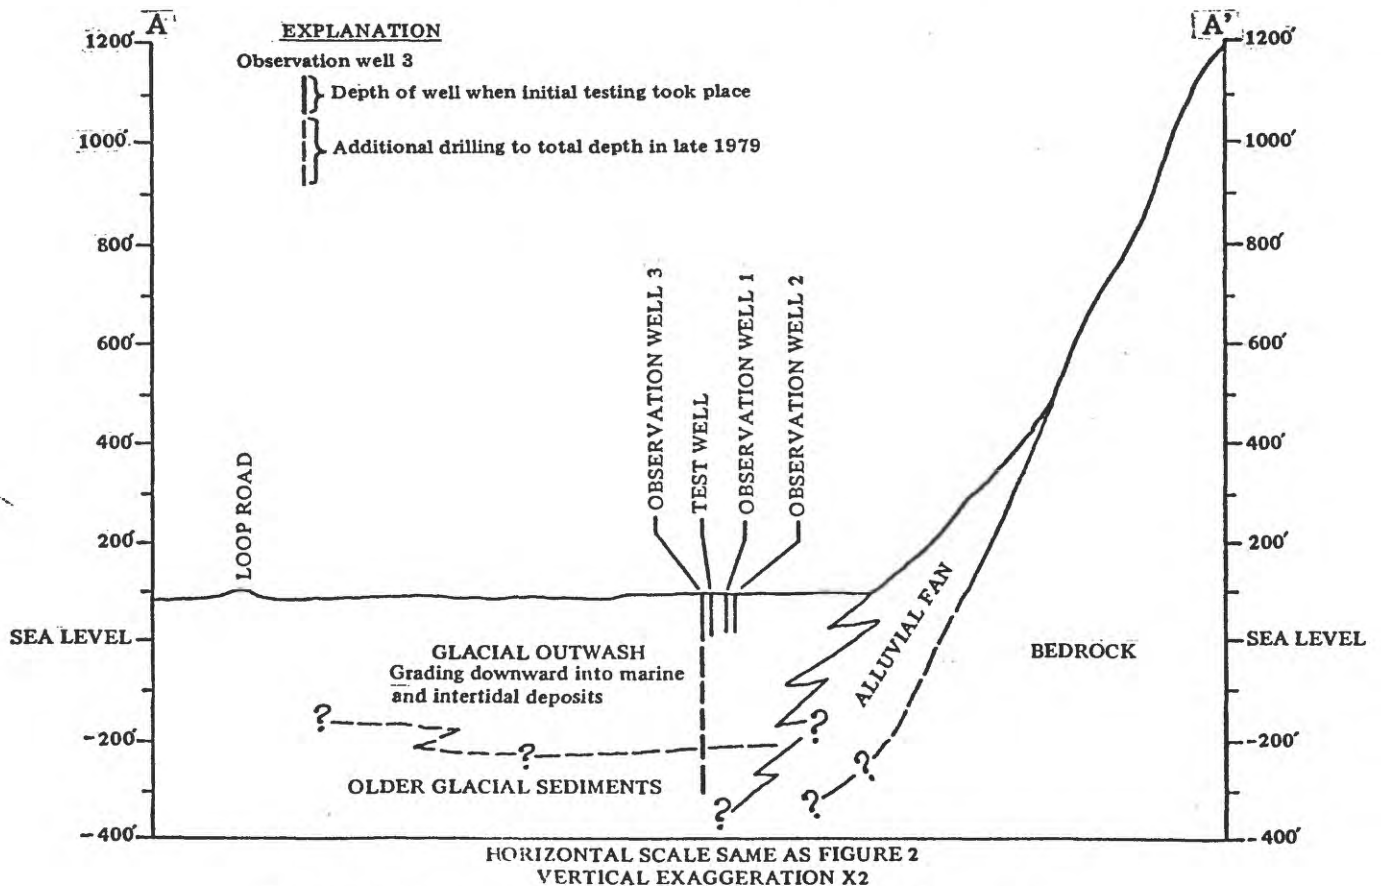 A
A'
EXPLANATION
Observation well 3
Depth of well when initial testing took place
Additional drilling to total depth in late 1979
1200'
1000'
800'
600'
400'
200'
SEA LEVEL
-200'
-400'
1200'
1000'
800'
600'
400'
200'
SEA LEVEL
-200'
-400'
LOOP ROAD
OBSERVATION WELL 3
TEST WELL
OBSERVATION WELL 1
OBSERVATION WELL 2
GLACIAL OUTWASH
Grading downward into marine
and intertidal deposits
ALLUVIAL FAN
BEDROCK
?
?
?
?
?
?
OLDER GLACIAL SEDIMENTS
HORIZONTAL SCALE SAME AS FIGURE 2
VERTICAL EXAGGERATION X2